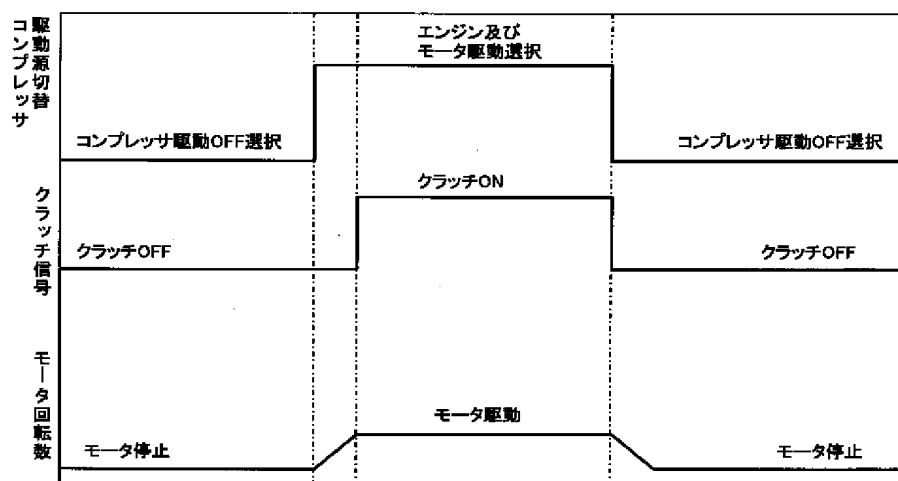 コンプレッサ
駆動源切替
エンジン及び
モータ駆動選択
コンプレッサ駆動OFF選択
コンプレッサ駆動OFF選択
クラッチ信号
クラッチON
クラッチOFF
クラッチOFF
モータ回転数
モータ駆動
モータ停止
モータ停止